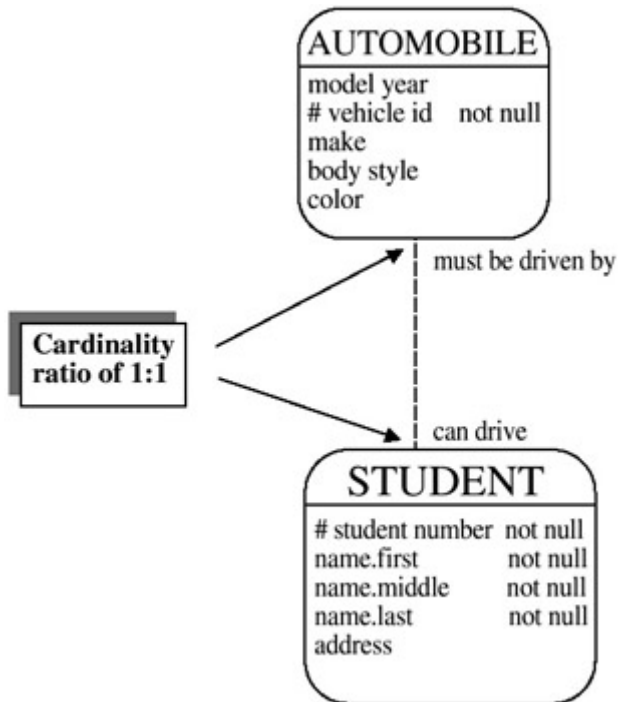 AUTOMOBILE
model year
# vehicle id not null
make
body style
color
must be driven by
Cardinality
ratio of 1:1
can drive
STUDENT
# student number not null
name.first not null
name.middle not null
name.last not null
address